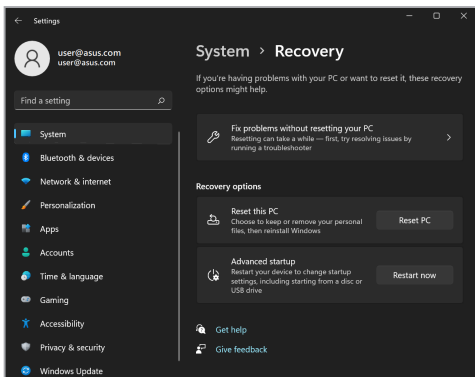 Settings
user@asus.com
user@asus.com
Find a setting
System
Bluetooth & devices
Network & internet
Personalization
Apps
Accounts
Time & language
Gaming
Accessibility
Privacy & security
Windows Update
System > Recovery
If you're having problems with your PC or want to reset it, these recovery
options might help.
Fix problems without resetting your PC
Resetting can take a while — first, try resolving issues by
running a troubleshooter
Recovery options
Reset this PC
Choose to keep or remove your personal
files, then reinstall Windows
Reset PC
Advanced startup
Restart your device to change startup
settings, including starting from a disc or
USB drive
Restart now
Get help
Give feedback